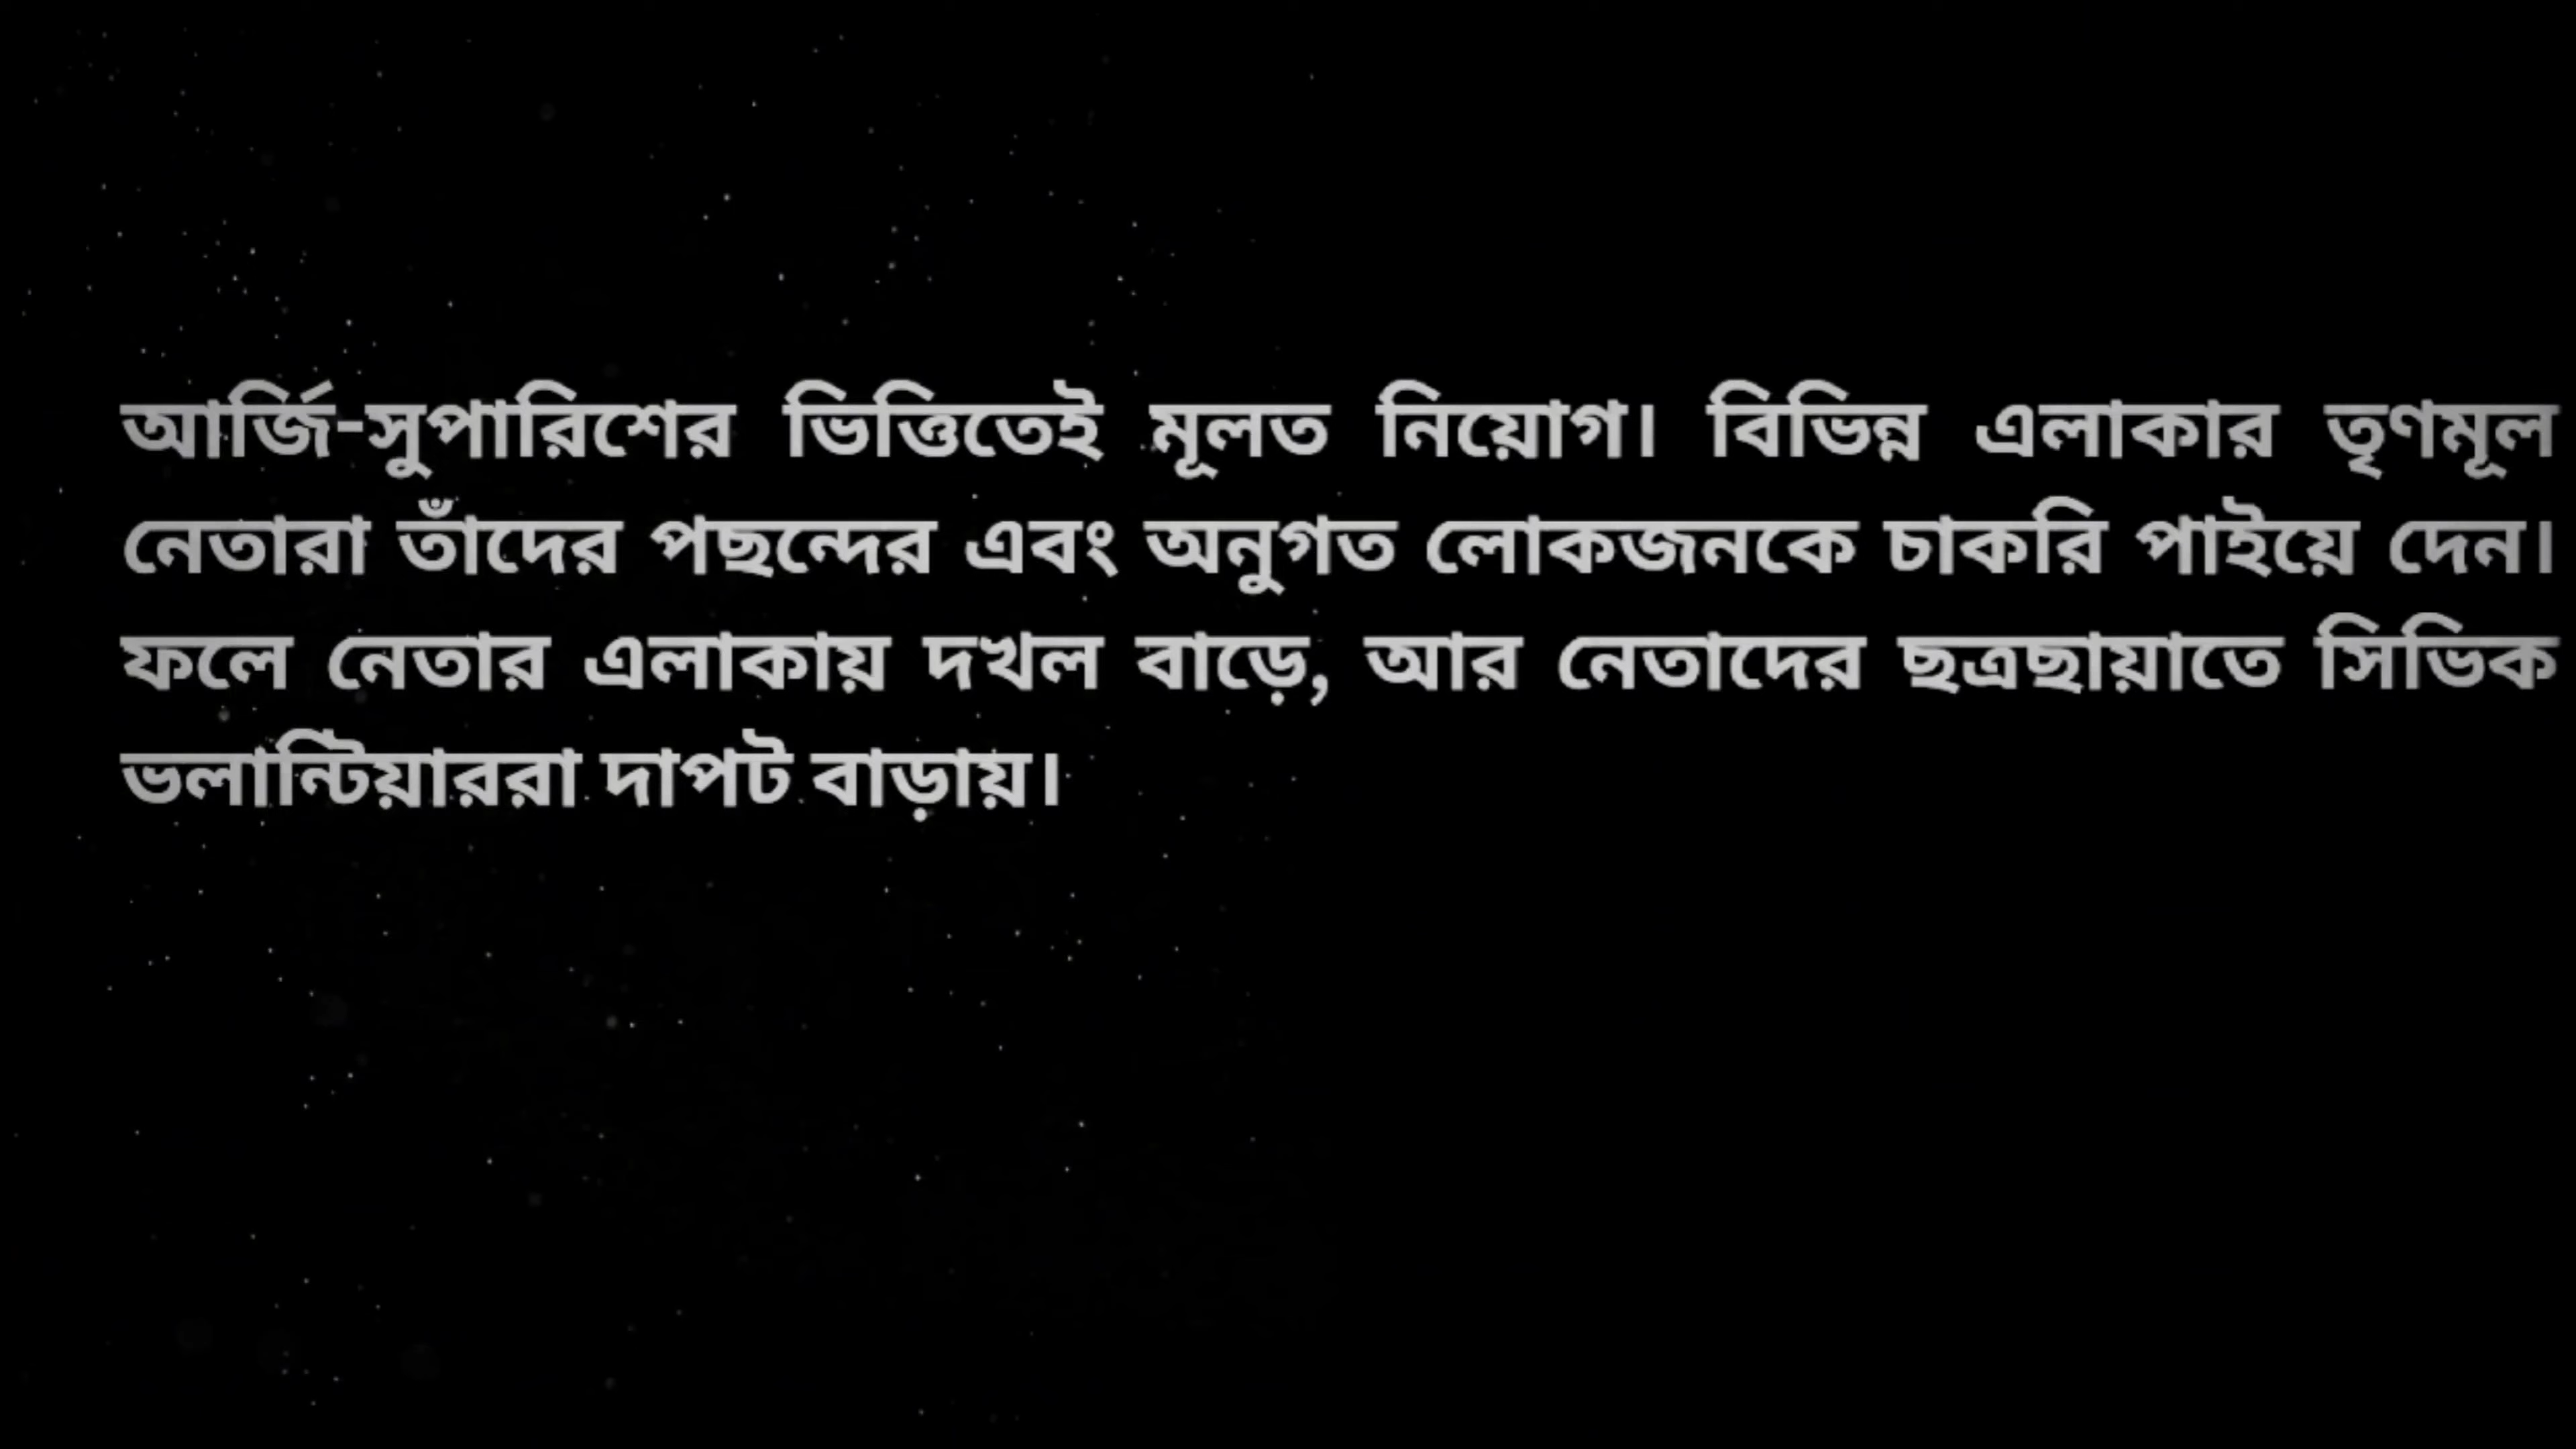 আর্জি-সুপারিশের ভিত্তিতেই মূলত নিয়োগ। বিভিন্ন এলাকার তৃণমূল
নেতারা তাঁদের পছন্দের এবং অনুগত লোকজনকে চাকরি পাইয়ে দেন।
ফলে নেতার এলাকায় দখল বাড়ে, আর নেতাদের ছত্রছায়াতে সিভিক
ভলান্টিয়াররা দাপট বাড়ায়।